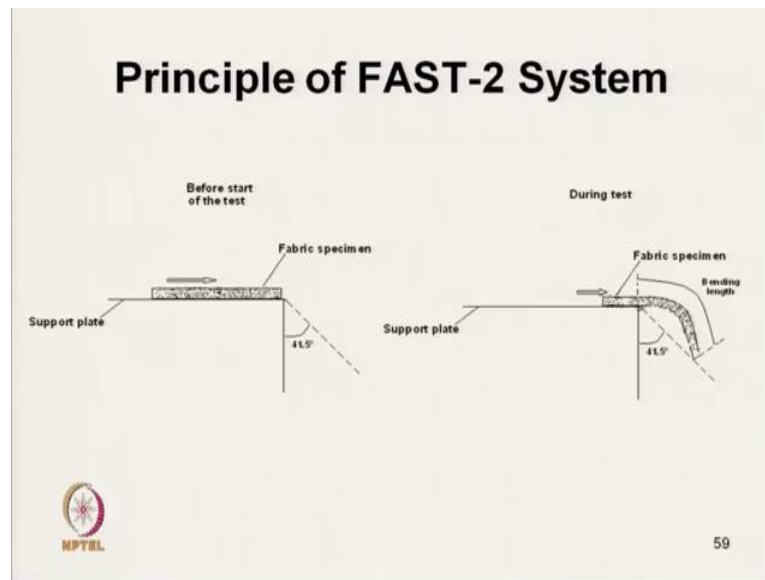 Principle of FAST-2 System
Before start
of the test
Fabric specimen
Support plate
41.5°
During test
Fabric specimen
Bending
length
Support plate
41.5°
NPTEL
59